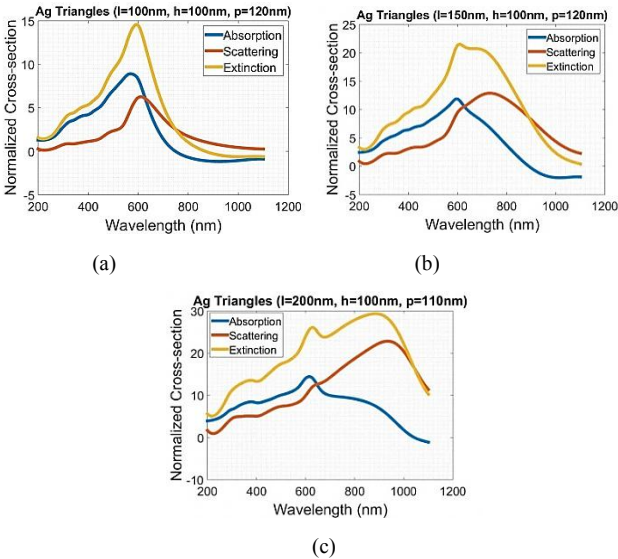 Ag Triangles (l=100nm, h=100nm, p=120nm)
Normalized Cross-section
15
10
5
0
-5
Absorption
Scattering
Extinction
200 400 600 800 1000 1200
Wavelength (nm)
(a)
Ag Triangles (l=150nm, h=100nm, p=120nm)
Normalized Cross-section
25
20
15
10
5
0
-5
Absorption
Scattering
Extinction
200 400 600 800 1000 1200
Wavelength (nm)
(b)
Ag Triangles (l=200nm, h=100nm, p=110nm)
Normalized Cross-section
30
20
10
0
-10
Absorption
Scattering
Extinction
200 400 600 800 1000 1200
Wavelength (nm)
(c)